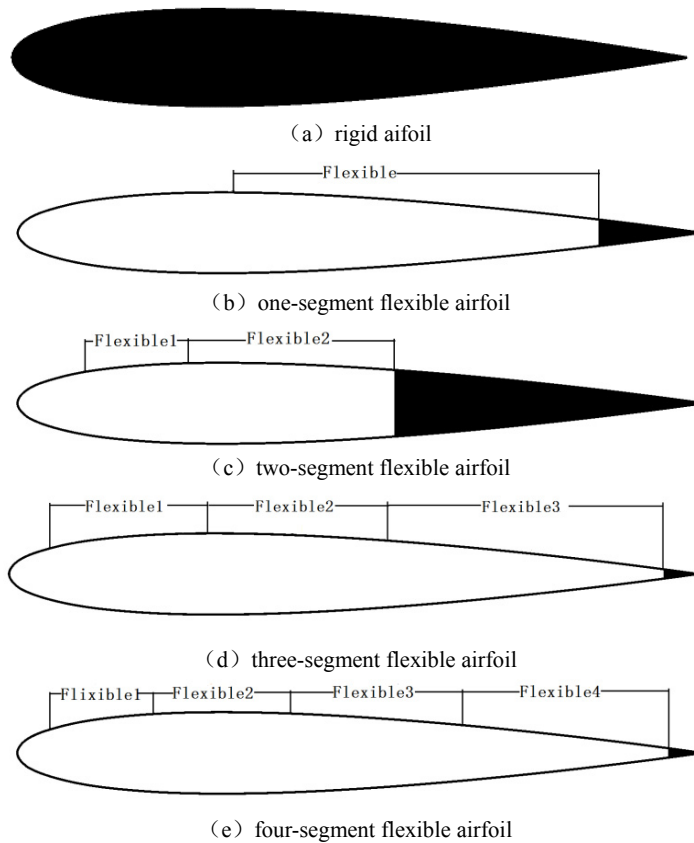 （a）rigid aifoil
Flexible
（b）one-segment flexible airfoil
Flexible1 Flexible2
（c）two-segment flexible airfoil
Flexible1 Flexible2 Flexible3
（d）three-segment flexible airfoil
Flixible1 Flexible2 Flexible3 Flexible4
（e）four-segment flexible airfoil